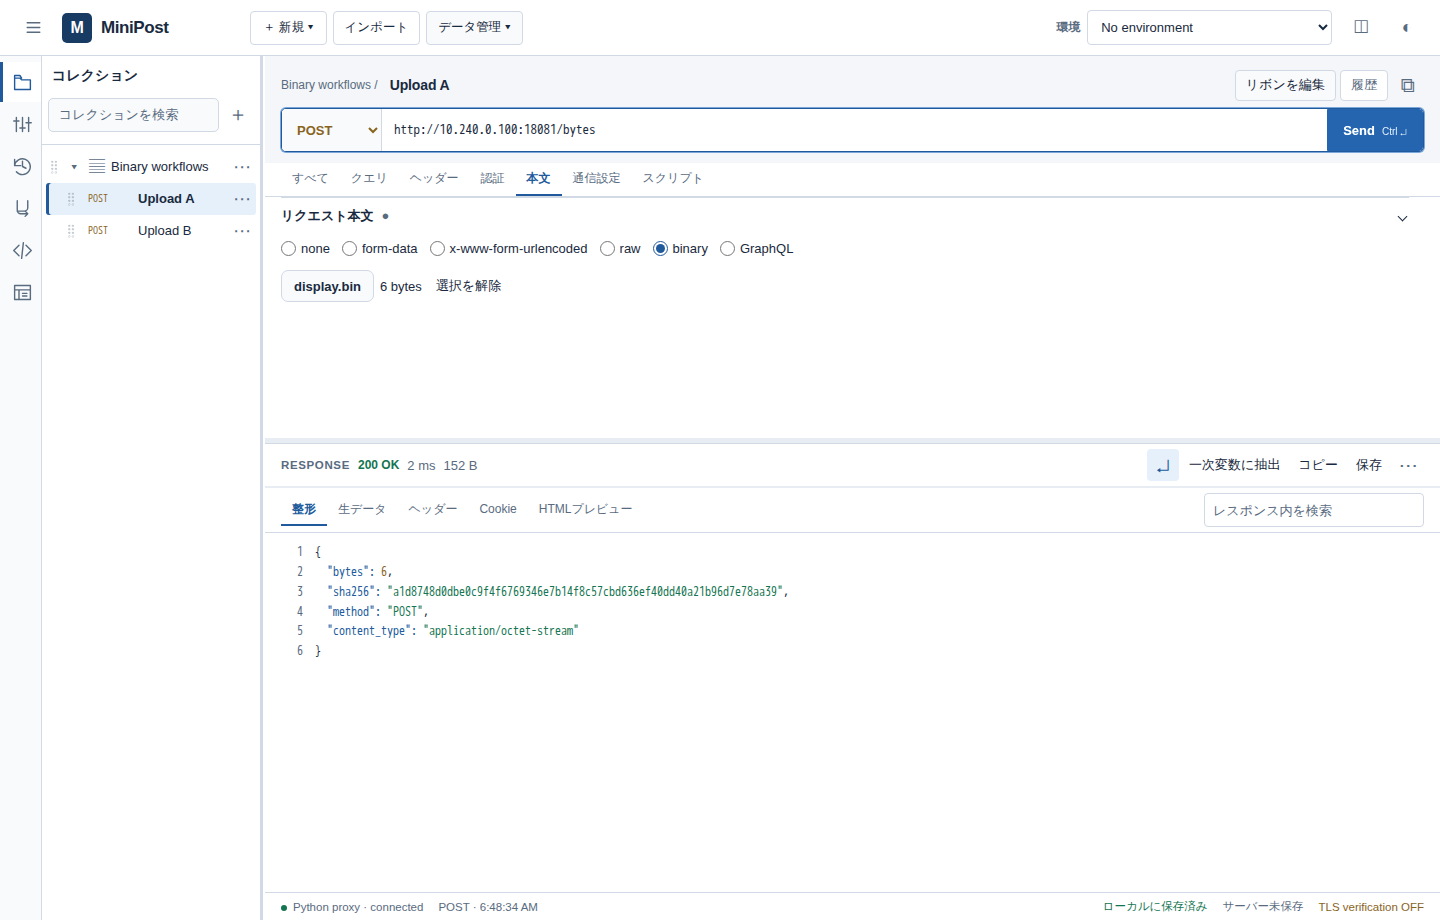 M MiniPost ＋ 新規 ▾ インポート データ管理 ▾ 環境 No environment
コレクション
コレクションを検索 ＋
Binary workflows ···
POST Upload A ···
POST Upload B ···
Binary workflows / Upload A リボンを編集 履歴
POST http://10.240.0.100:18081/bytes Send Ctrl ↵
すべて クエリ ヘッダー 認証 本文 通信設定 スクリプト
リクエスト本文 ●
none form-data x-www-form-urlencoded raw binary GraphQL
display.bin 6 bytes 選択を解除
RESPONSE 200 OK 2 ms 152 B 一次変数に抽出 コピー 保存 ···
整形 生データ ヘッダー Cookie HTMLプレビュー レスポンス内を検索
1 {
2 "bytes": 6,
3 "sha256": "a1d8748d0dbe0c9f4f6769346e7b14f8c57cbd636ef40dd40a21b96d7e78aa39",
4 "method": "POST",
5 "content_type": "application/octet-stream"
6 }
Python proxy · connected POST · 6:48:34 AM ローカルに保存済み サーバー未保存 TLS verification OFF